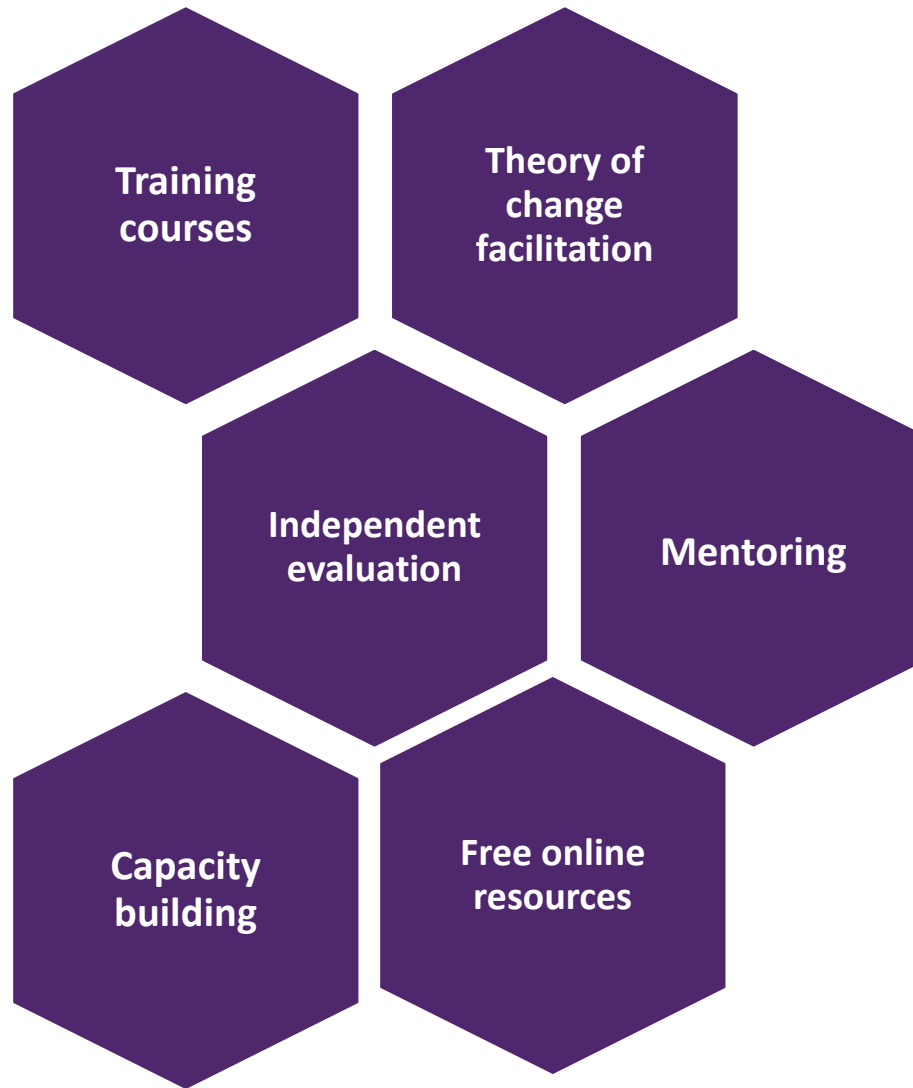 Training
courses
Theory of
change
facilitation
Independent
evaluation
Mentoring
Capacity
building
Free online
resources